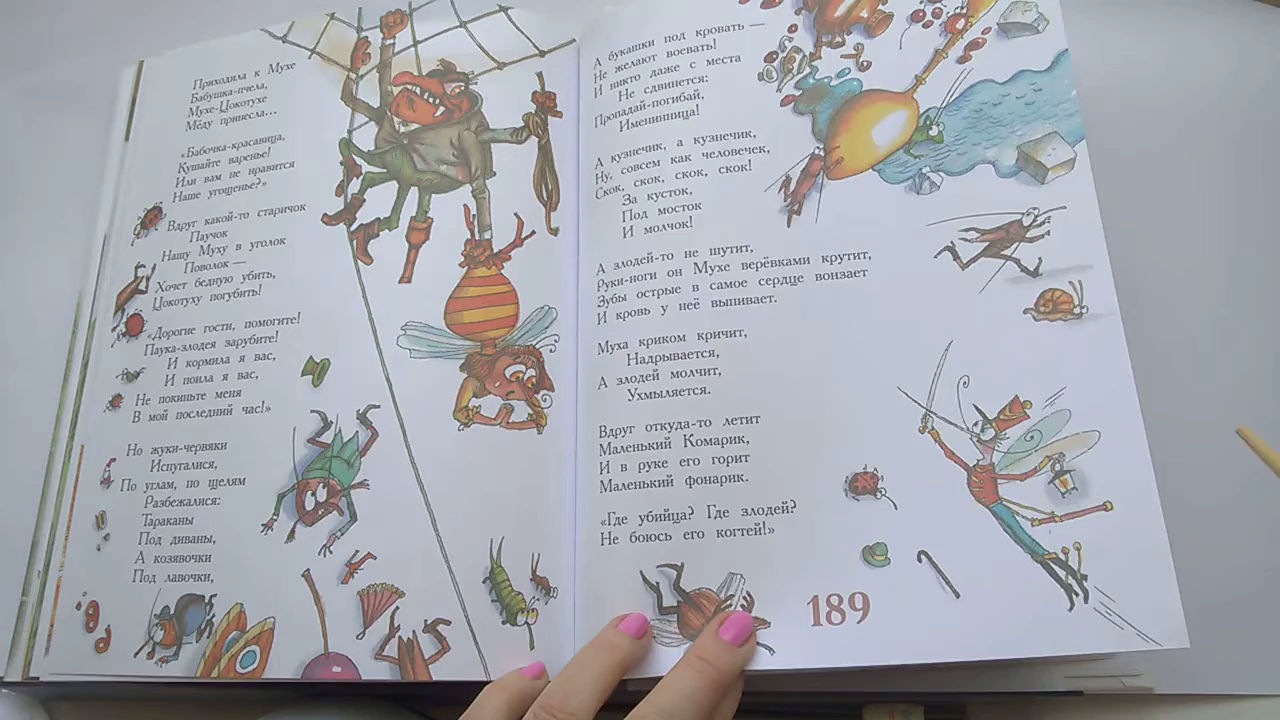 Приходила к Мухе
Бабушка-пчела,
Мухе-Цокотухе
Мёду принесла...
«Бабочка-красавица,
Кушайте варенье!
Или вам не нравится
Наше угощенье?»
Вдруг какой-то старичок
Паучок
Нашу Муху в уголок
Поволок —
Хочет бедную убить,
Цокотуху погубить!
«Дорогие гости, помогите!
Паука-злодея зарубите!
И кормила я вас,
И поила я вас,
Не покиньте меня
В мой последний час!»
Но жуки-червяки
Испугалися,
По углам, по щелям
Разбежалися:
Тараканы
Под диваны,
А козявочки
Под лавочки,
А букашки под кровать —
Не желают воевать!
И никто даже с места
Не сдвинется:
Пропадай-погибай,
Именинница!
А кузнечик, а кузнечик,
Ну, совсем как человечек,
Скок, скок, скок, скок!
За кусток,
Под мосток
И молчок!
А злодей-то не шутит,
Руки-ноги он Мухе верёвками крутит,
Зубы острые в самое сердце вонзает
И кровь у неё выпивает.
Муха криком кричит,
Надрывается,
А злодей молчит,
Ухмыляется.
Вдруг откуда-то летит
Маленький Комарик,
И в руке его горит
Маленький фонарик.
«Где убийца? Где злодей?
Не боюсь его когтей!»
189